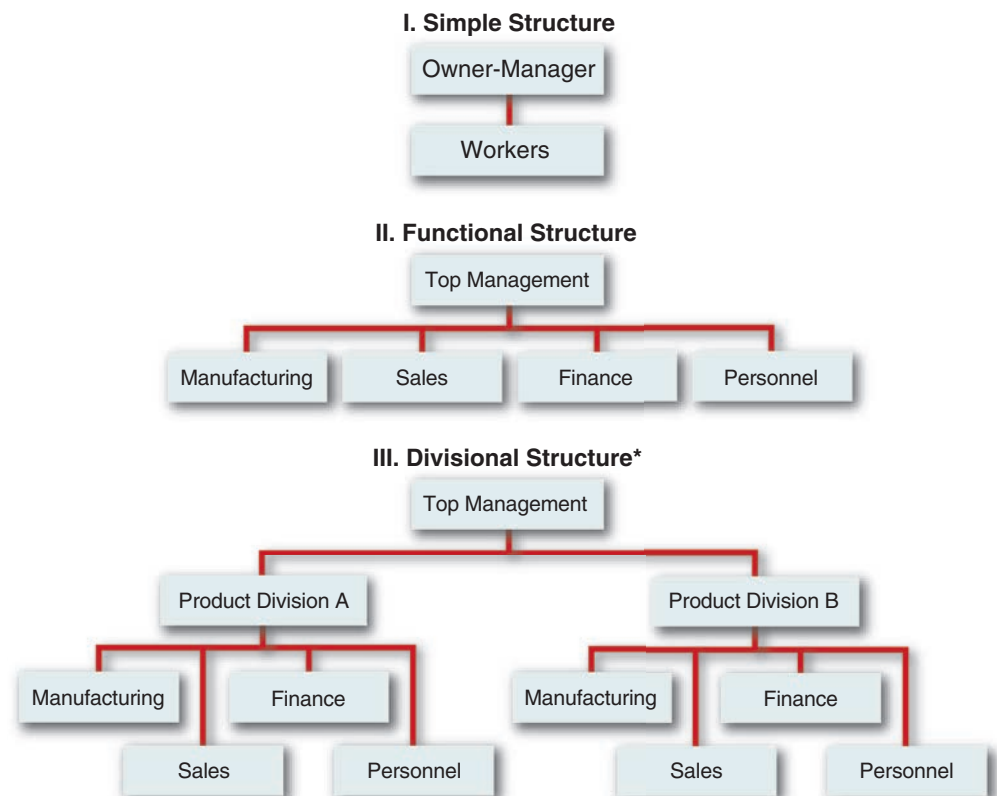 I. Simple Structure
Owner-Manager
Workers
II. Functional Structure
Top Management
Manufacturing
Sales
Finance
Personnel
III. Divisional Structure*
Top Management
Product Division A
Product Division B
Manufacturing
Finance
Manufacturing
Finance
Sales
Personnel
Sales
Personnel